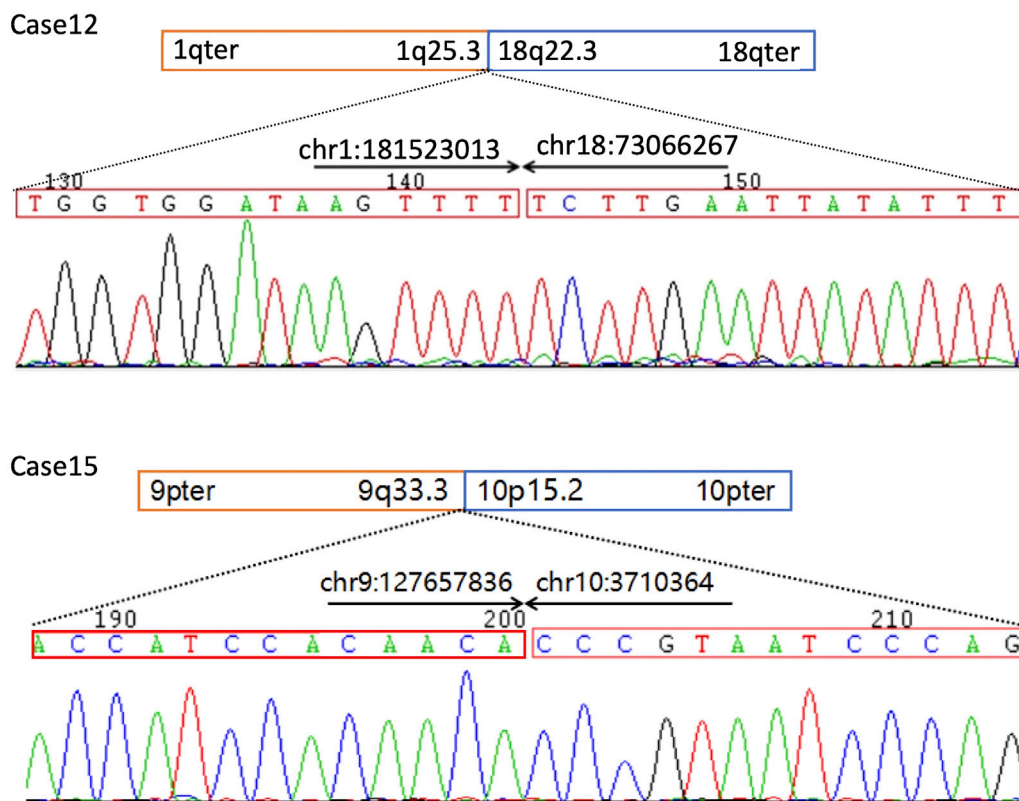 Case12
1qter 1q25.3 18q22.3 18qter
chr1:181523013 chr18:73066267
130 140 150
T G G T G G A T A A G T T T T T C T T G A A T T A T A T T T
Case15
9pter 9q33.3 10p15.2 10pter
chr9:127657836 chr10:3710364
190 200 210
A C C A T C C A C A A C A C C C G T A A T C C C A G